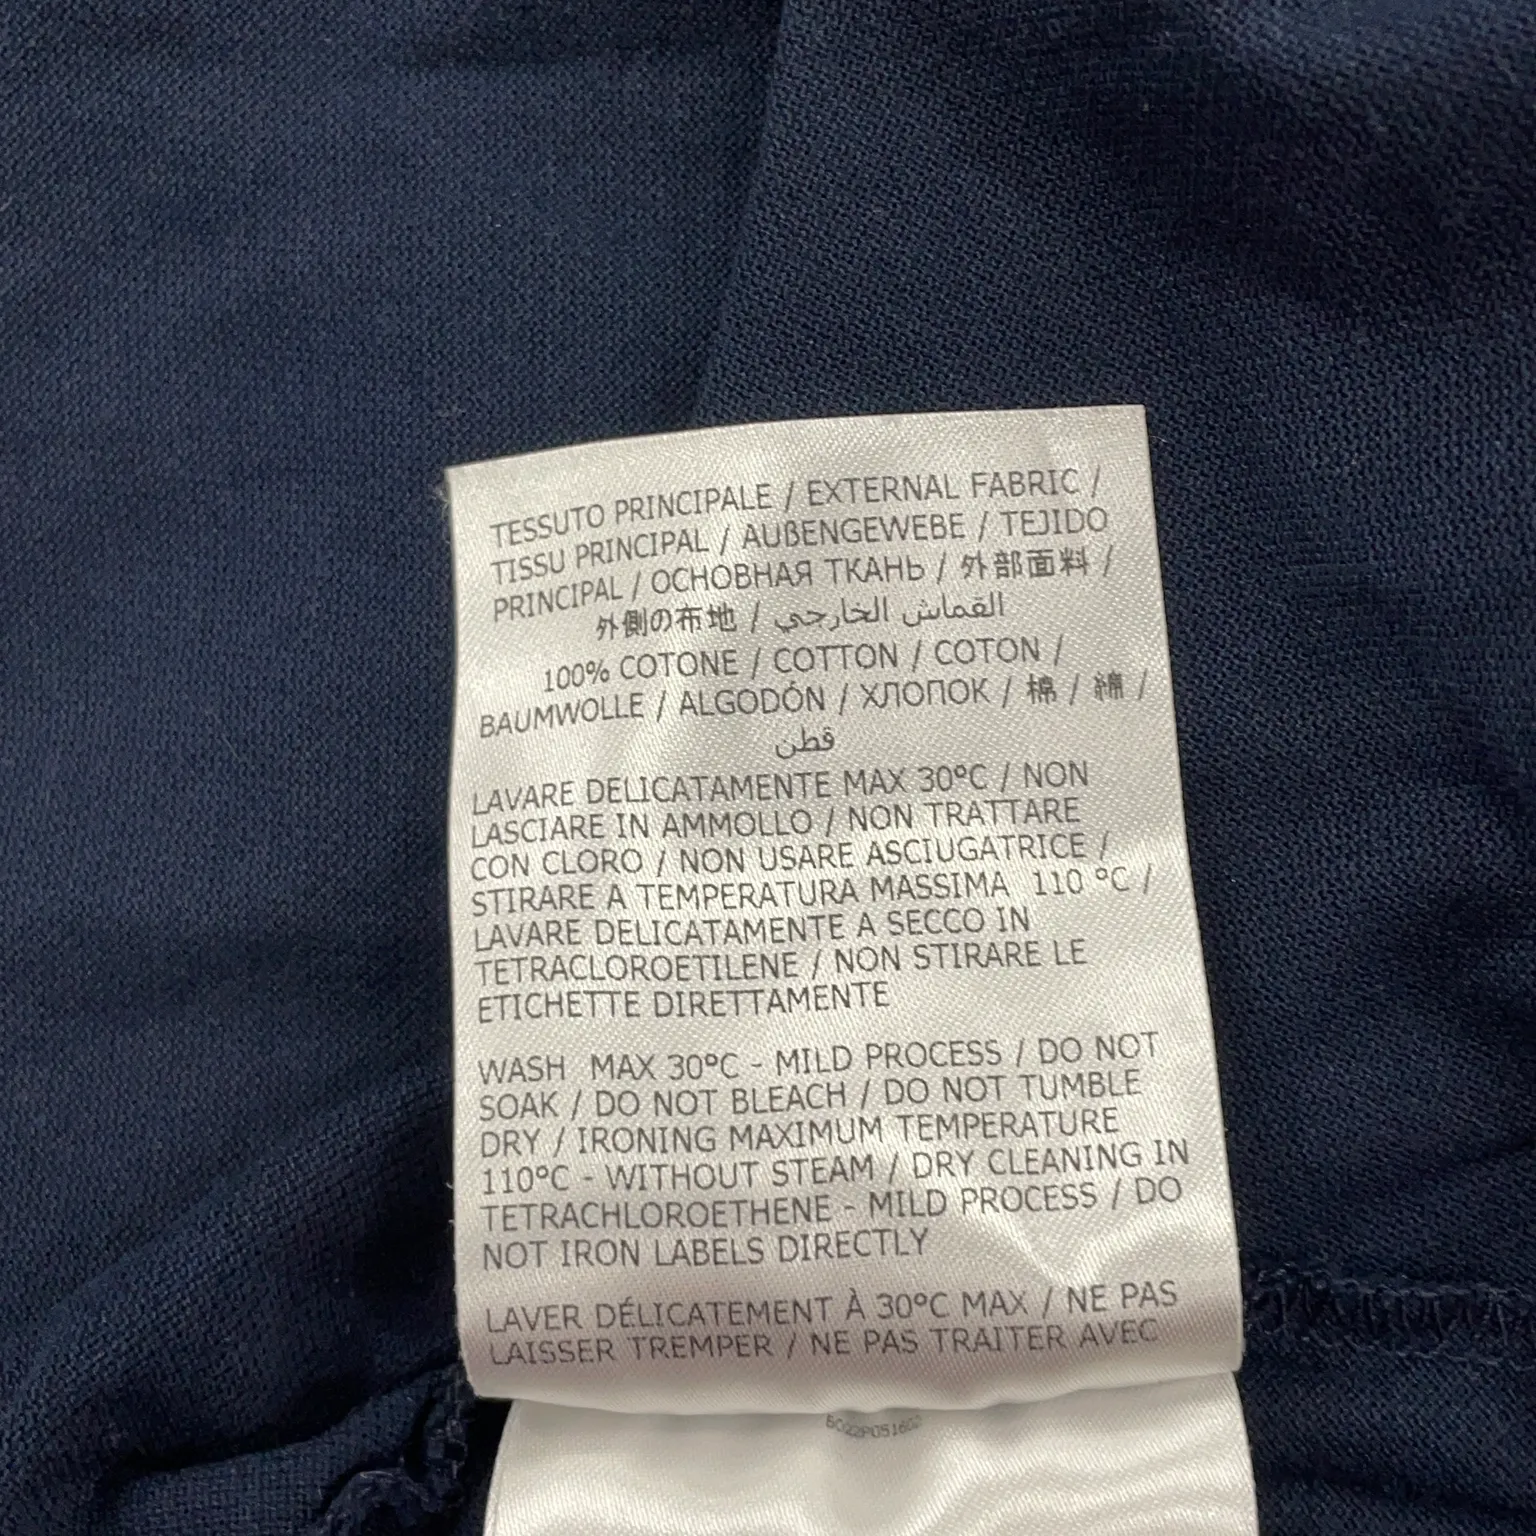 TESSUTO PRINCIPALE / EXTERNAL FABRIC /
TISSU PRINCIPAL / AUßENGEWEBE / TEJIDO
PRINCIPAL / ОСНОВНАЯ ТКАНЬ / 外部面料 /
外側の布地 / القماش الخارجي
100% COTONE / COTTON / COTON /
BAUMWOLLE / ALGODÓN / ХЛОПОК / 棉 / 綿 /
قطن
LAVARE DELICATAMENTE MAX 30°C / NON
LASCIARE IN AMMOLLO / NON TRATTARE
CON CLORO / NON USARE ASCIUGATRICE /
STIRARE A TEMPERATURA MASSIMA 110 °C /
LAVARE DELICATAMENTE A SECCO IN
TETRACLOROETILENE / NON STIRARE LE
ETICHETTE DIRETTAMENTE
WASH MAX 30°C - MILD PROCESS / DO NOT
SOAK / DO NOT BLEACH / DO NOT TUMBLE
DRY / IRONING MAXIMUM TEMPERATURE
110°C - WITHOUT STEAM / DRY CLEANING IN
TETRACHLOROETHENE - MILD PROCESS / DO
NOT IRON LABELS DIRECTLY
LAVER DÉLICATEMENT À 30°C MAX / NE PAS
LAISSER TREMPER / NE PAS TRAITER AVEC